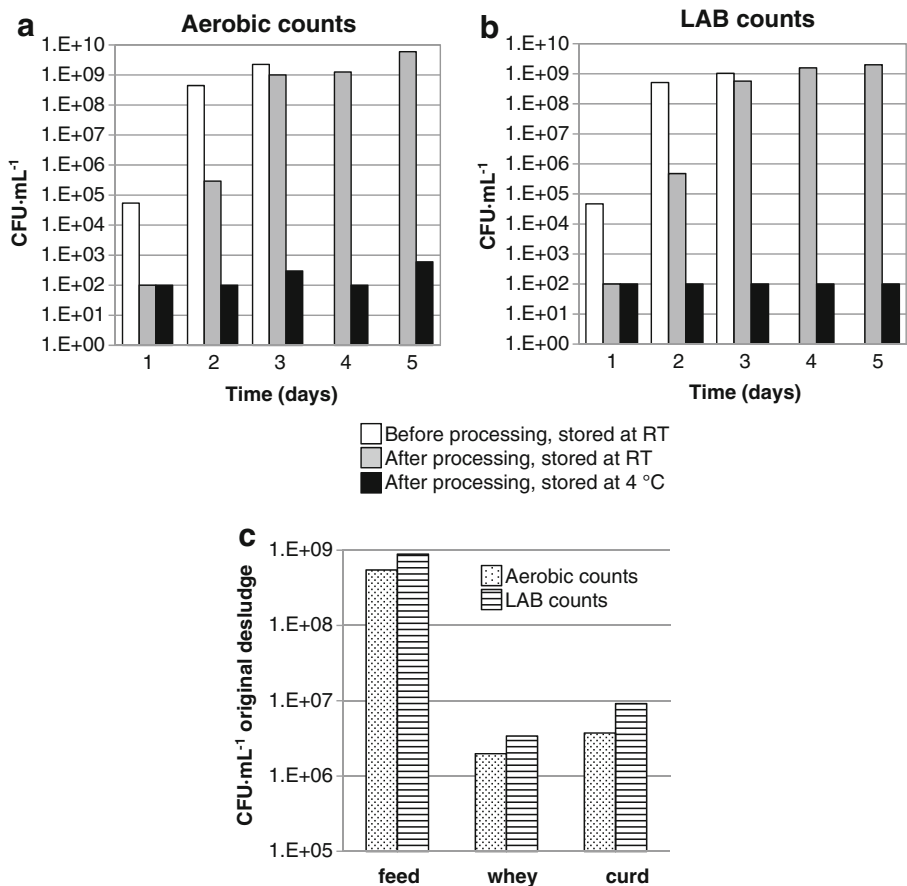 a
Aerobic counts
CFU·mL⁻¹
1.E+10
1.E+09
1.E+08
1.E+07
1.E+06
1.E+05
1.E+04
1.E+03
1.E+02
1.E+01
1.E+00
1 2 3 4 5
Time (days)
b
LAB counts
CFU·mL⁻¹
1.E+10
1.E+09
1.E+08
1.E+07
1.E+06
1.E+05
1.E+04
1.E+03
1.E+02
1.E+01
1.E+00
1 2 3 4 5
Time (days)
Before processing, stored at RT
After processing, stored at RT
After processing, stored at 4 °C
c
CFU·mL⁻¹ original desludge
1.E+09
1.E+08
1.E+07
1.E+06
1.E+05
Aerobic counts
LAB counts
feed whey curd